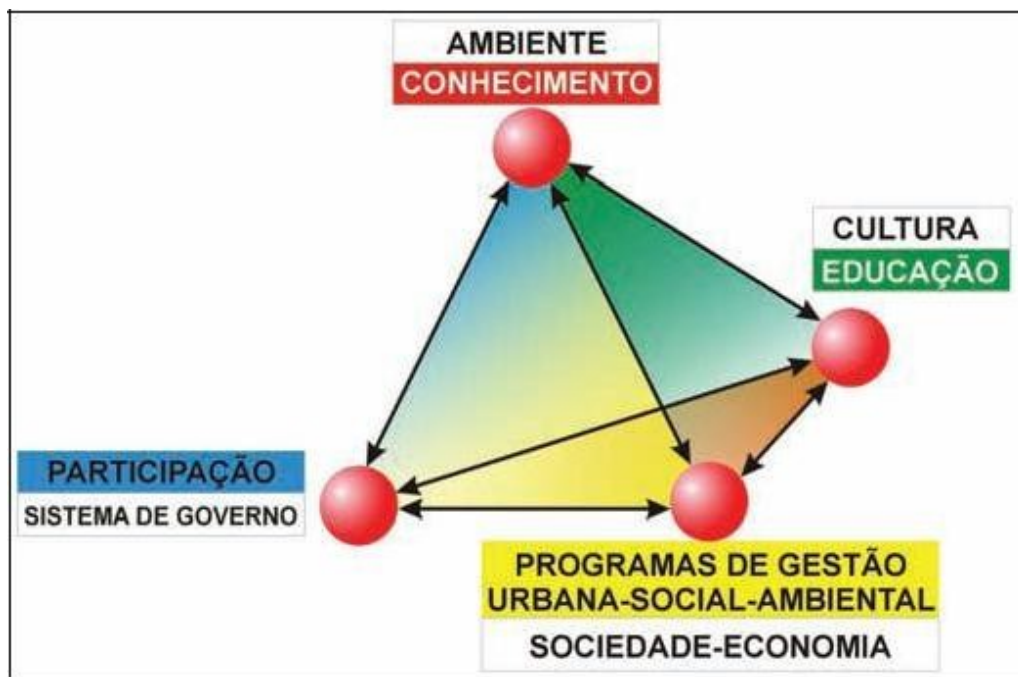 AMBIENTE
CONHECIMENTO
CULTURA
EDUCAÇÃO
PARTICIPAÇÃO
SISTEMA DE GOVERNO
PROGRAMAS DE GESTÃO
URBANA-SOCIAL-AMBIENTAL
SOCIEDADE-ECONOMIA